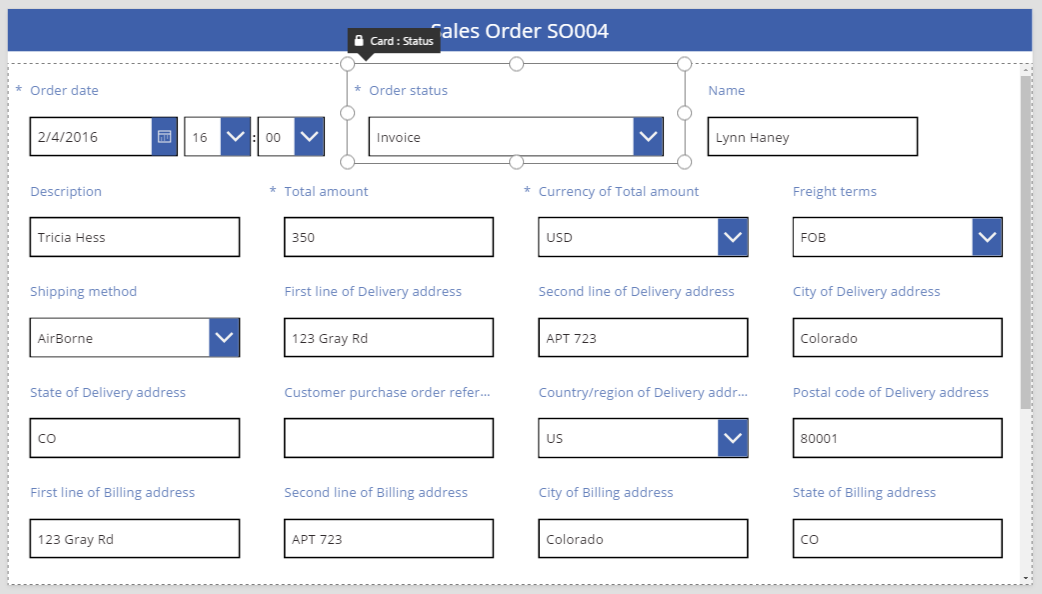 Sales Order SO004
Card : Status
* Order date
* Order status
Name
2/4/2016 16 : 00
Invoice
Lynn Haney
Description
* Total amount
* Currency of Total amount
Freight terms
Tricia Hess
350
USD
FOB
Shipping method
First line of Delivery address
Second line of Delivery address
City of Delivery address
AirBorne
123 Gray Rd
APT 723
Colorado
State of Delivery address
Customer purchase order refer...
Country/region of Delivery addr...
Postal code of Delivery address
CO
US
80001
First line of Billing address
Second line of Billing address
City of Billing address
State of Billing address
123 Gray Rd
APT 723
Colorado
CO